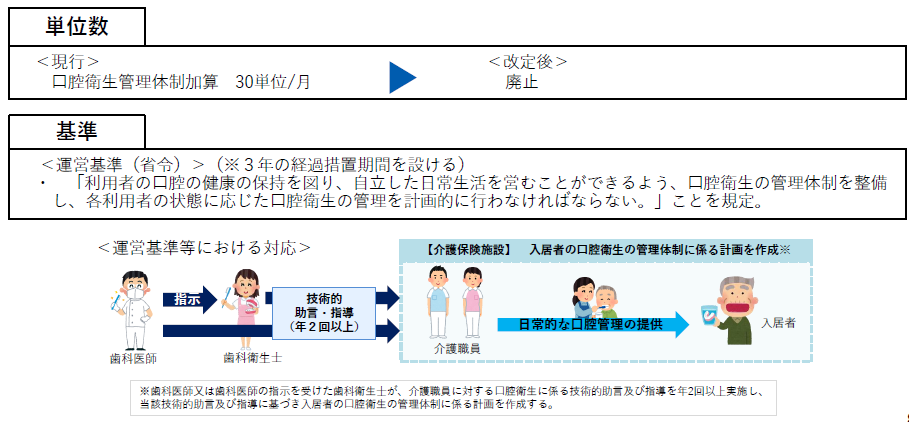 単位数
<現行>
口腔衛生管理体制加算 30単位/月
<改定後>
廃止
基準
<運営基準(省令)>(※3年の経過措置期間を設ける)
・ 「利用者の口腔の健康の保持を図り、自立した日常生活を営むことができるよう、口腔衛生の管理体制を整備
し、各利用者の状態に応じた口腔衛生の管理を計画的に行わなければならない。」ことを規定。
<運営基準等における対応>
【介護保険施設】 入居者の口腔衛生の管理体制に係る計画を作成※
指示
技術的
助言・指導
(年2回以上)
日常的な口腔管理の提供
入居者
介護職員
歯科医師
歯科衛生士
※歯科医師又は歯科医師の指示を受けた歯科衛生士が、介護職員に対する口腔衛生に係る技術的助言及び指導を年2回以上実施し、
当該技術的助言及び指導に基づき入居者の口腔衛生の管理体制に係る計画を作成する。